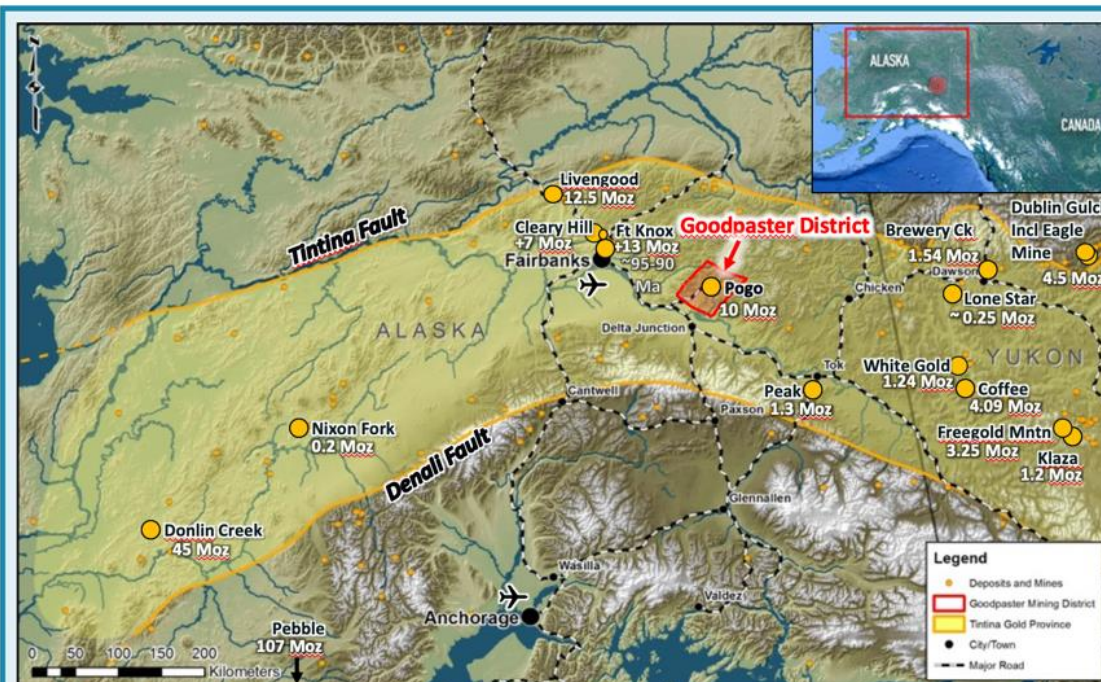 ALASKA
CANADA
Livengood
12.5 Moz
Tintina Fault
Cleary Hill
+7 Moz
Ft Knox
+13 Moz
~95-90
Ma
Fairbanks
Goodpaster District
Pogo
10 Moz
Brewery Ck
1.54 Moz
Dawson
Dublin Gulch
Incl Eagle
Mine
4.5 Moz
Chicken
Lone Star
~ 0.25 Moz
ALASKA
Delta Junction
YUKON
White Gold
1.24 Moz
Coffee
4.09 Moz
Tok
Peak
1.3 Moz
Cantwell
Paxson
Nixon Fork
0.2 Moz
Denali Fault
Freegold Mntn
3.25 Moz
Klaza
1.2 Moz
Glennallen
Donlin Creek
45 Moz
Wasilla
Valdez
Anchorage
Pebble
107 Moz
0 50 100 200
Kilometers
Legend
Deposits and Mines
Goodpaster Mining District
Tintina Gold Province
City/Town
Major Road